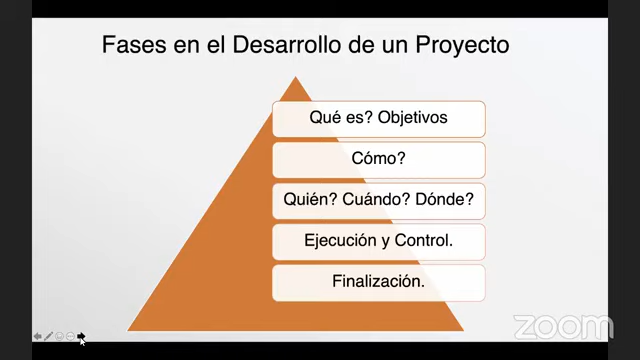 Fases en el Desarrollo de un Proyecto
Qué es? Objetivos
Cómo?
Quién? Cuándo? Dónde?
Ejecución y Control.
Finalización.
zoom